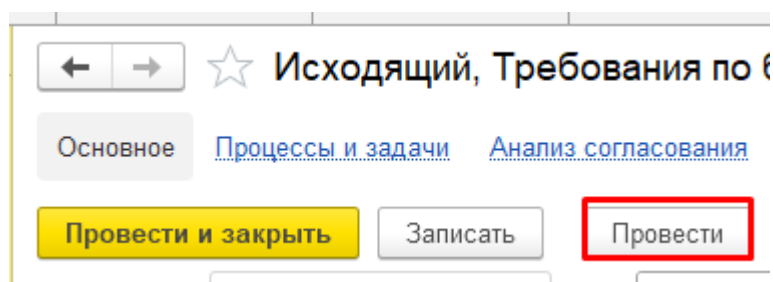 Исходящий, Требования по
Основное Процессы и задачи Анализ согласования
Провести и закрыть Записать Провести